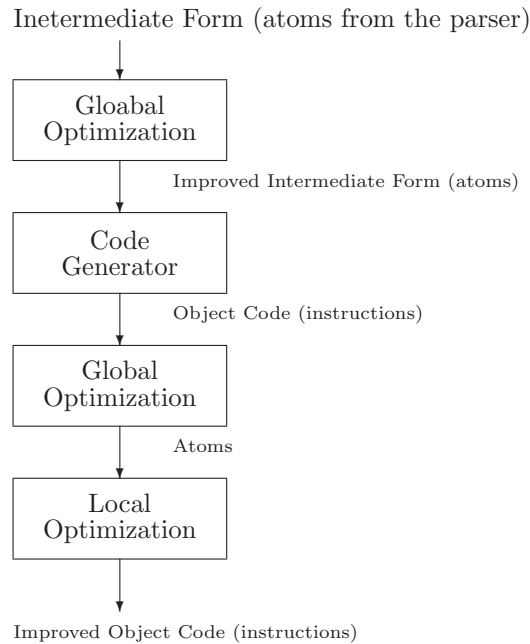 Inetermediate Form (atoms from the parser)
Gloabal
Optimization
Improved Intermediate Form (atoms)
Code
Generator
Object Code (instructions)
Global
Optimization
Atoms
Local
Optimization
Improved Object Code (instructions)